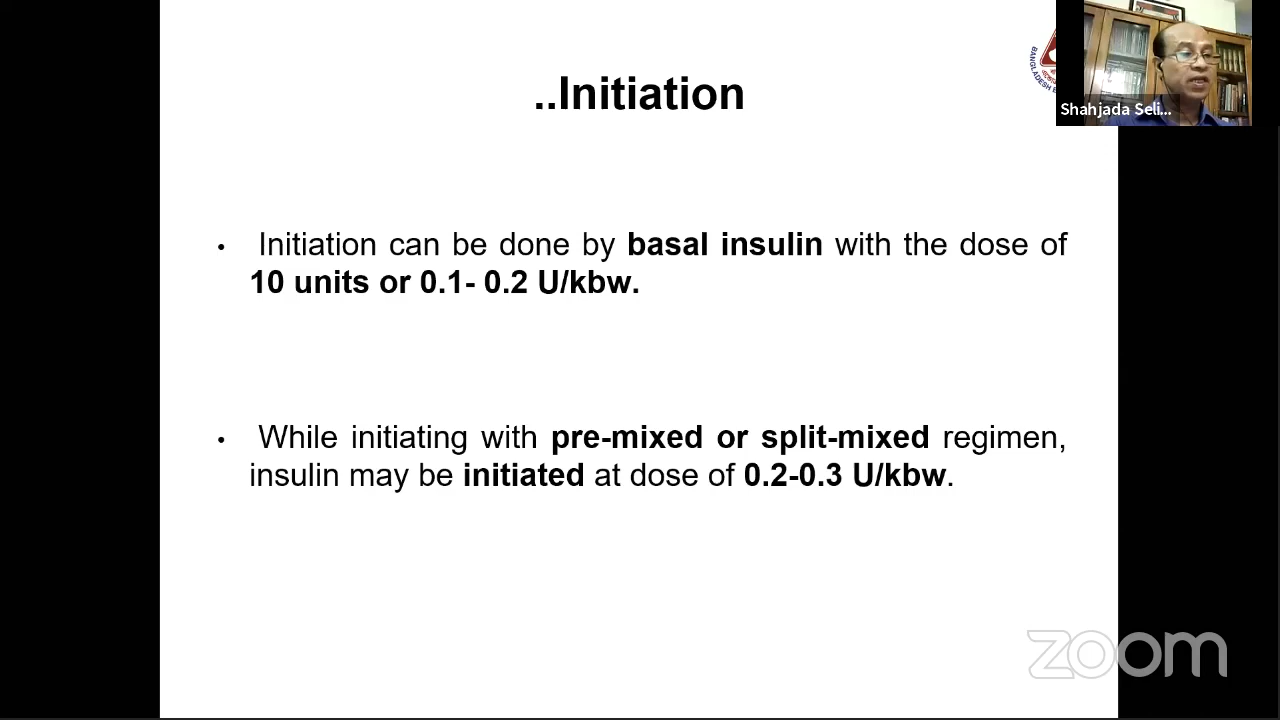 ..Initiation
BANGLADESH
Shahjada Seli...
• Initiation can be done by basal insulin with the dose of
10 units or 0.1- 0.2 U/kbw.
• While initiating with pre-mixed or split-mixed regimen,
insulin may be initiated at dose of 0.2-0.3 U/kbw.
zoom